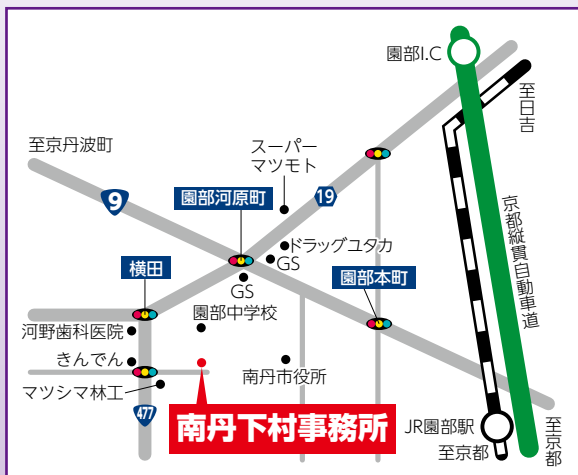 園部I.C
至日吉
至京丹波町
スーパー
マツモト
9
園部河原町
19
京都縦貫自動車道
ドラッグユタカ
GS
横田
GS
園部本町
園部中学校
河野歯科医院
きんでん
南丹市役所
マツシマ林工
477
南丹下村事務所
JR園部駅
至京都
至京都